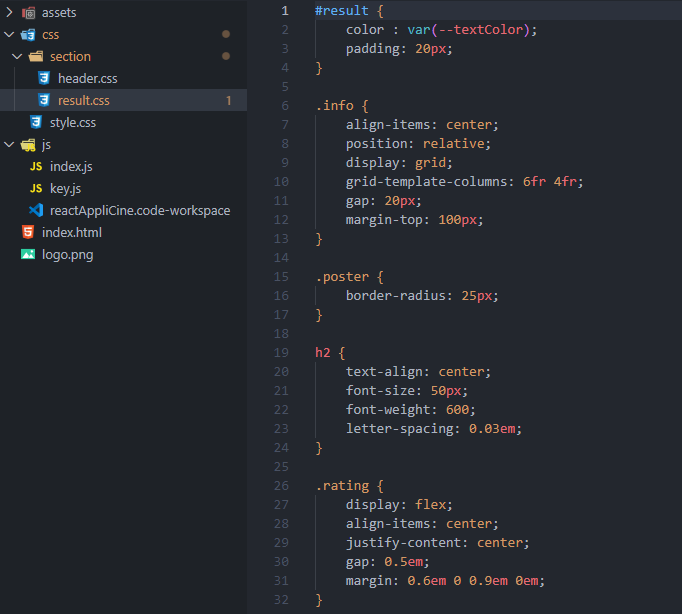 assets
css
section
header.css
result.css 1
style.css
js
JS index.js
JS key.js
reactAppliCine.code-workspace
index.html
logo.png
1 #result {
2 color : var(--textColor);
3 padding: 20px;
4 }
5
6 .info {
7 align-items: center;
8 position: relative;
9 display: grid;
10 grid-template-columns: 6fr 4fr;
11 gap: 20px;
12 margin-top: 100px;
13 }
14
15 .poster {
16 border-radius: 25px;
17 }
18
19 h2 {
20 text-align: center;
21 font-size: 50px;
22 font-weight: 600;
23 letter-spacing: 0.03em;
24 }
25
26 .rating {
27 display: flex;
28 align-items: center;
29 justify-content: center;
30 gap: 0.5em;
31 margin: 0.6em 0 0.9em 0em;
32 }